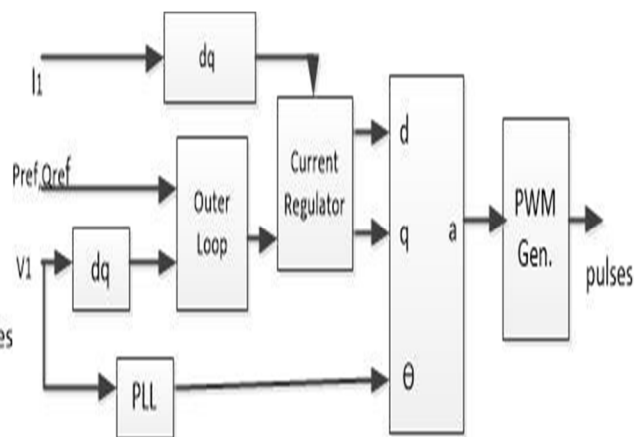 dq
I1
Pref,Qref
Outer
Loop
Current
Regulator
d
q
a
θ
PWM
Gen.
pulses
V1
dq
es
PLL